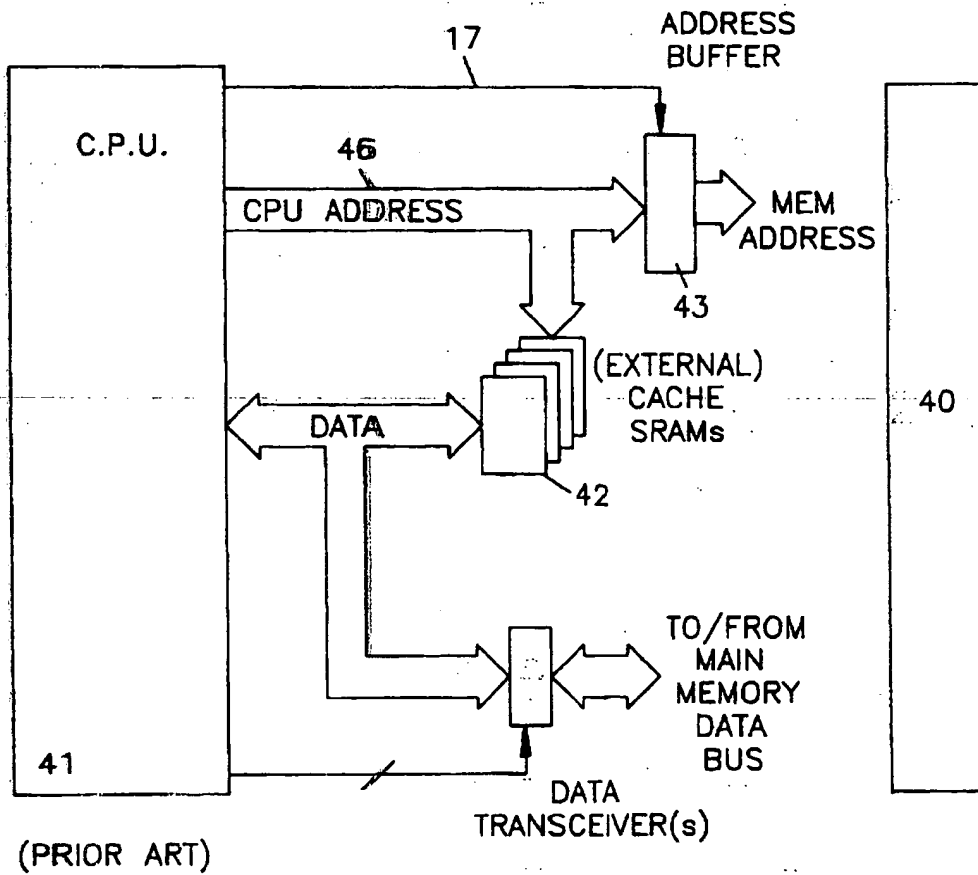 ADDRESS
BUFFER
17
C.P.U.
46
CPU ADDRESS
MEM
ADDRESS
43
(EXTERNAL)
CACHE
SRAMs
40
DATA
42
TO/FROM
MAIN
MEMORY
DATA
BUS
41
DATA
TRANSCEIVER(s)
(PRIOR ART)